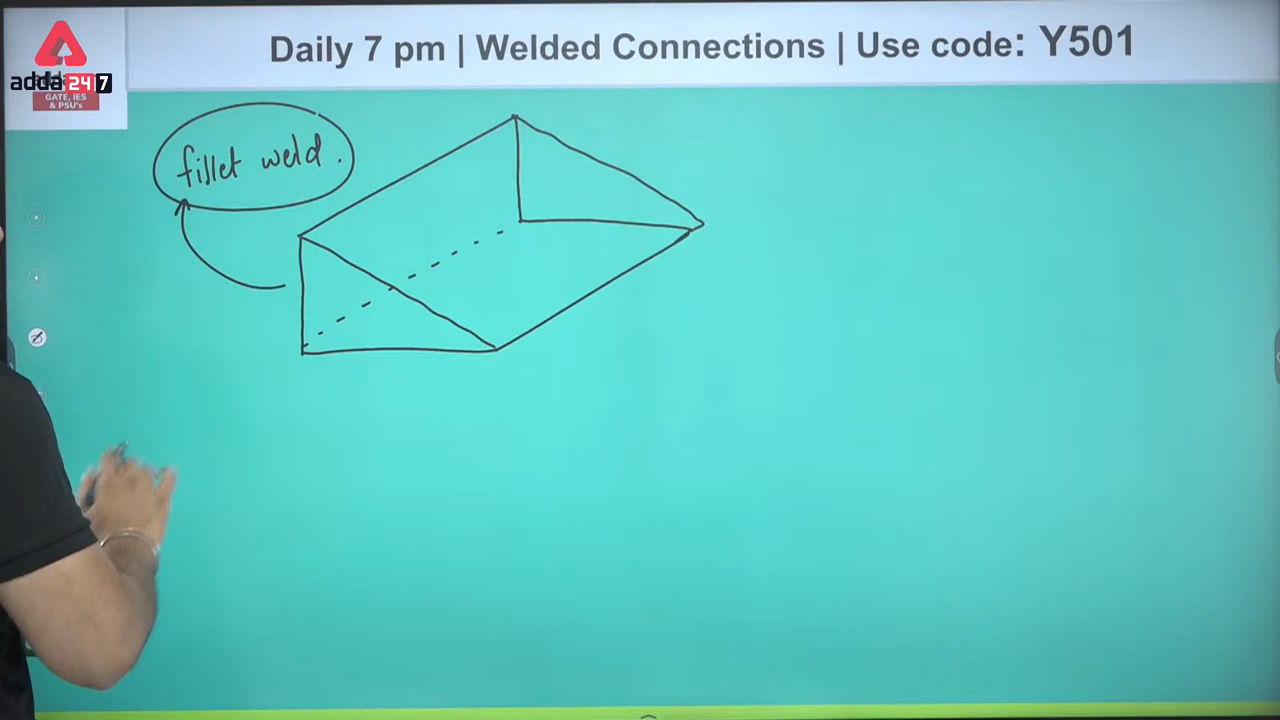 Daily 7 pm | Welded Connections | Use code: Y501
adda 247
GATE, IES
& PSU's
fillet weld.